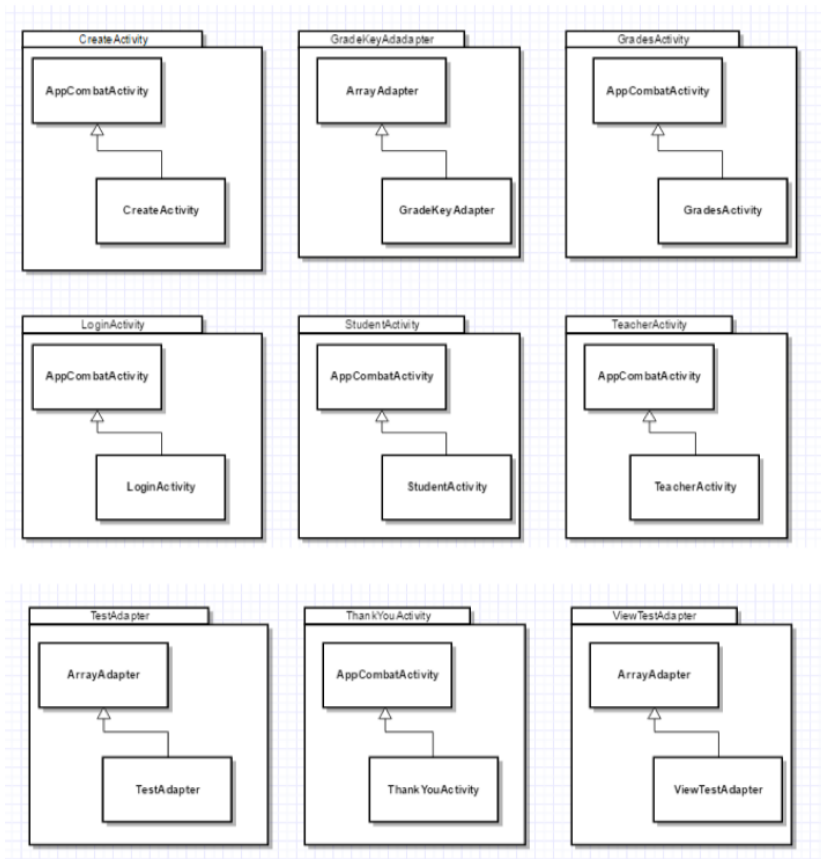 CreateActivity
AppCombatActivity
CreateActivity
GradeKeyAdadapter
ArrayAdapter
GradeKeyAdapter
GradesActivity
AppCombatActivity
GradesActivity
LoginActivity
AppCombatActivity
LoginActivity
StudentActivity
AppCombatActivity
StudentActivity
TeacherActivity
AppCombatActivity
TeacherActivity
TestAdapter
ArrayAdapter
TestAdapter
ThankYouActivity
AppCombatActivity
ThankYouActivity
ViewTestAdapter
ArrayAdapter
ViewTestAdapter